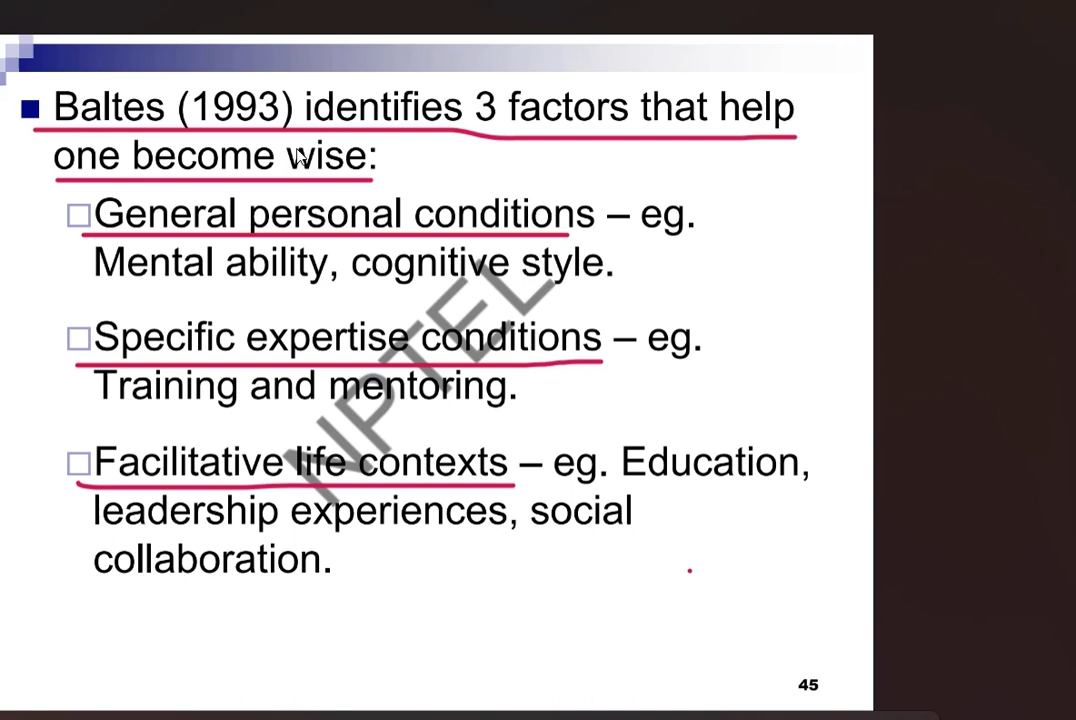 Baltes (1993) identifies 3 factors that help
one become wise:
General personal conditions – eg.
Mental ability, cognitive style.
Specific expertise conditions – eg.
Training and mentoring.
Facilitative life contexts – eg. Education,
leadership experiences, social
collaboration.
NPTEL
45